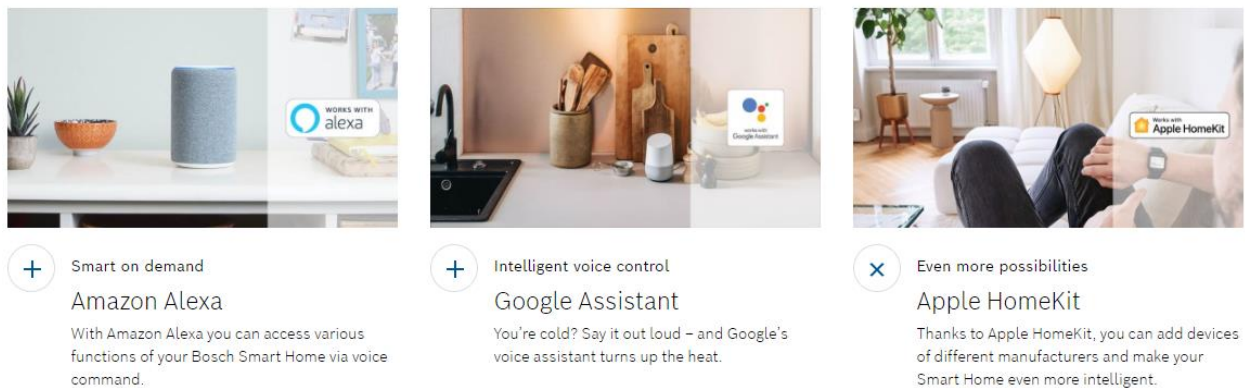 WORKS WITH
alexa
works with
Google Assistant
Works with
Apple HomeKit
Smart on demand
Amazon Alexa
With Amazon Alexa you can access various
functions of your Bosch Smart Home via voice
command.
Intelligent voice control
Google Assistant
You're cold? Say it out loud – and Google's
voice assistant turns up the heat.
Even more possibilities
Apple HomeKit
Thanks to Apple HomeKit, you can add devices
of different manufacturers and make your
Smart Home even more intelligent.